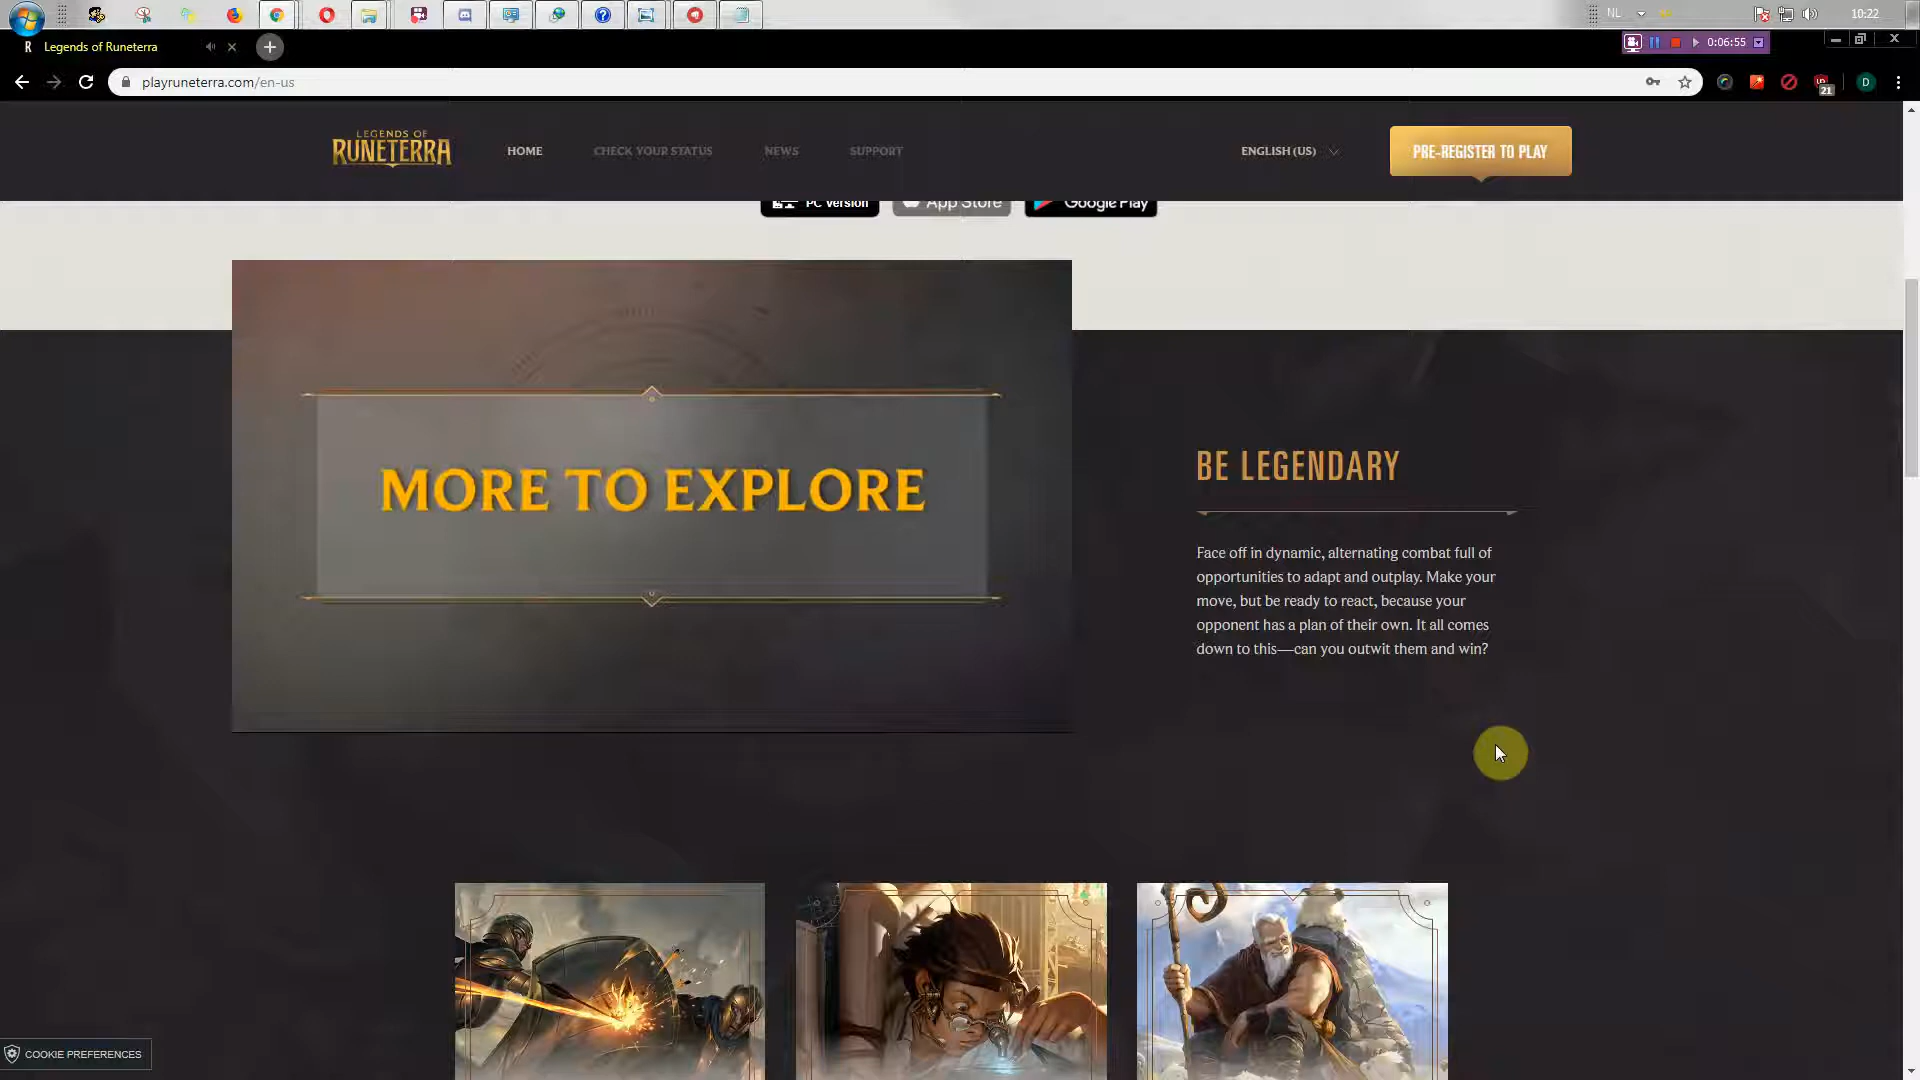 NL
10:22
R Legends of Runeterra
0:06:55
playruneterra.com/en-us
21
D
LEGENDS OF
RUNETERRA
HOME
CHECK YOUR STATUS
NEWS
SUPPORT
ENGLISH (US)
PRE-REGISTER TO PLAY
PC Version
App Store
Google Play
MORE TO EXPLORE
BE LEGENDARY
Face off in dynamic, alternating combat full of
opportunities to adapt and outplay. Make your
move, but be ready to react, because your
opponent has a plan of their own. It all comes
down to this—can you outwit them and win?
COOKIE PREFERENCES